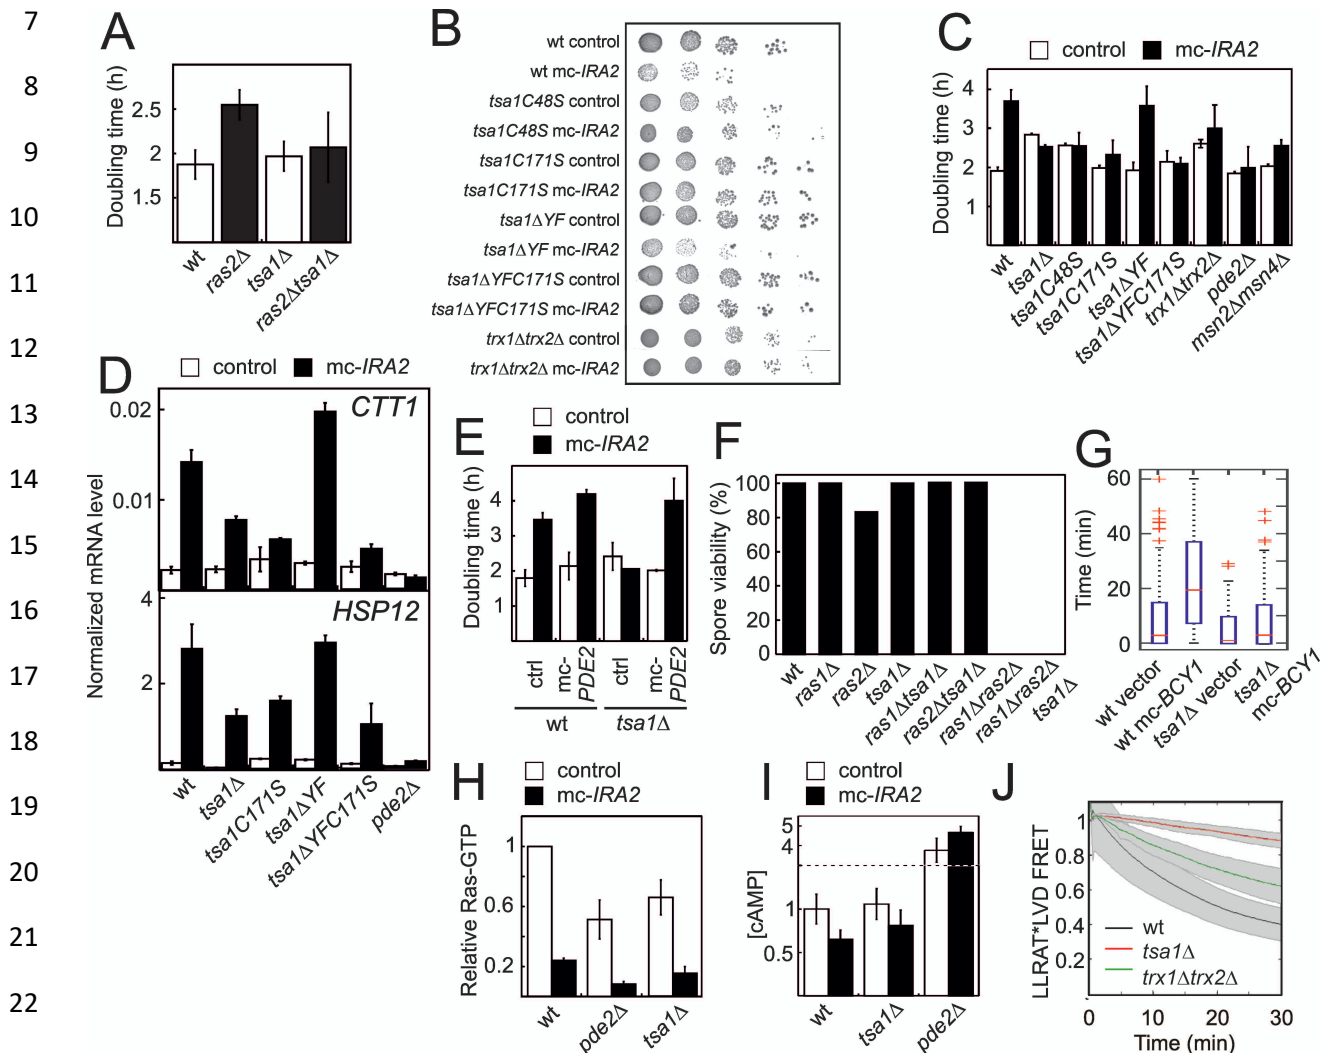 7
8
9
10
11
12
13
14
15
16
17
18
19
20
21
22
A
Doubling time (h)
2.5
2
1.5
wt
ras2Δ
tsa1Δ
ras2Δtsa1Δ
B
wt control
wt mc-IRA2
tsa1C48S control
tsa1C48S mc-IRA2
tsa1C171S control
tsa1C171S mc-IRA2
tsa1ΔYF control
tsa1ΔYF mc-IRA2
tsa1ΔYFC171S control
tsa1ΔYFC171S mc-IRA2
trx1Δtrx2Δ control
trx1Δtrx2Δ mc-IRA2
C
control mc-IRA2
Doubling time (h)
4
3
2
1
wt
tsa1Δ
tsa1C48S
tsa1C171S
tsa1ΔYF
tsa1ΔYFC171S
trx1Δtrx2Δ
pde2Δ
msn2Δmsn4Δ
D
control mc-IRA2
Normalized mRNA level
CTT1
0.02
0.01
HSP12
4
2
wt
tsa1Δ
tsa1C171S
tsa1ΔYF
tsa1ΔYFC171S
pde2Δ
E
control
mc-IRA2
Doubling time (h)
4
3
2
1
ctrl
mc-PDE2
ctrl
mc-PDE2
wt
tsa1Δ
F
Spore viability (%)
100
80
60
40
20
0
wt
ras1Δ
ras2Δ
tsa1Δ
ras1Δtsa1Δ
ras2Δtsa1Δ
ras1Δras2Δ
ras1Δras2Δ
tsa1Δ
G
Time (min)
60
40
20
0
wt vector
wt mc-BCY1
tsa1Δ vector
tsa1Δ
mc-BCY1
H
control
mc-IRA2
Relative Ras-GTP
1
0.6
0.2
wt
pde2Δ
tsa1Δ
I
control
mc-IRA2
[cAMP]
5
4
1
0.5
wt
tsa1Δ
pde2Δ
J
LLRAT*LVD FRET
1
0.8
0.6
0.4
0.2
wt
tsa1Δ
trx1Δtrx2Δ
0 10 20 30
Time (min)